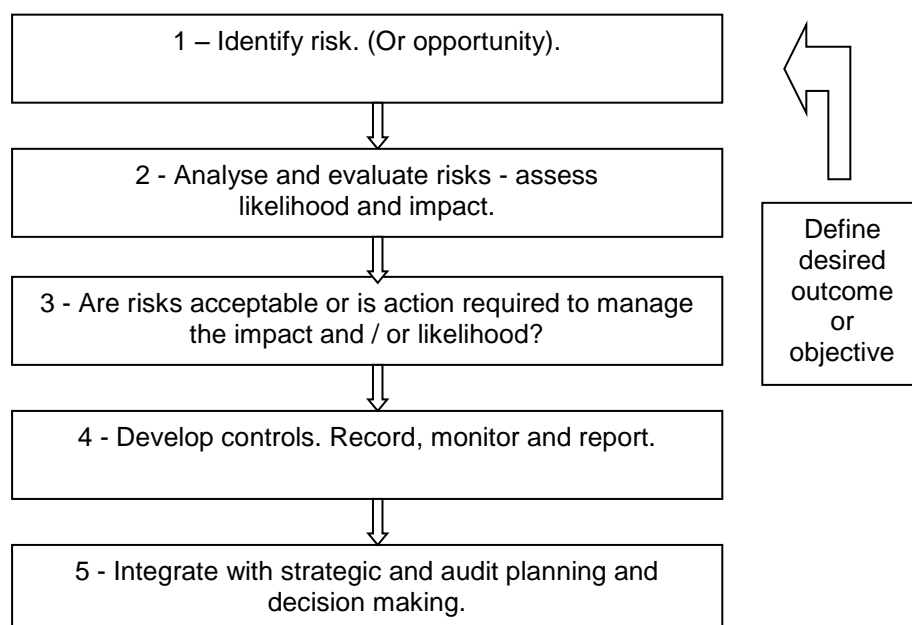 1 – Identify risk. (Or opportunity).
2 - Analyse and evaluate risks - assess
likelihood and impact.
3 - Are risks acceptable or is action required to manage
the impact and / or likelihood?
4 - Develop controls. Record, monitor and report.
5 - Integrate with strategic and audit planning and
decision making.
Define
desired
outcome
or
objective